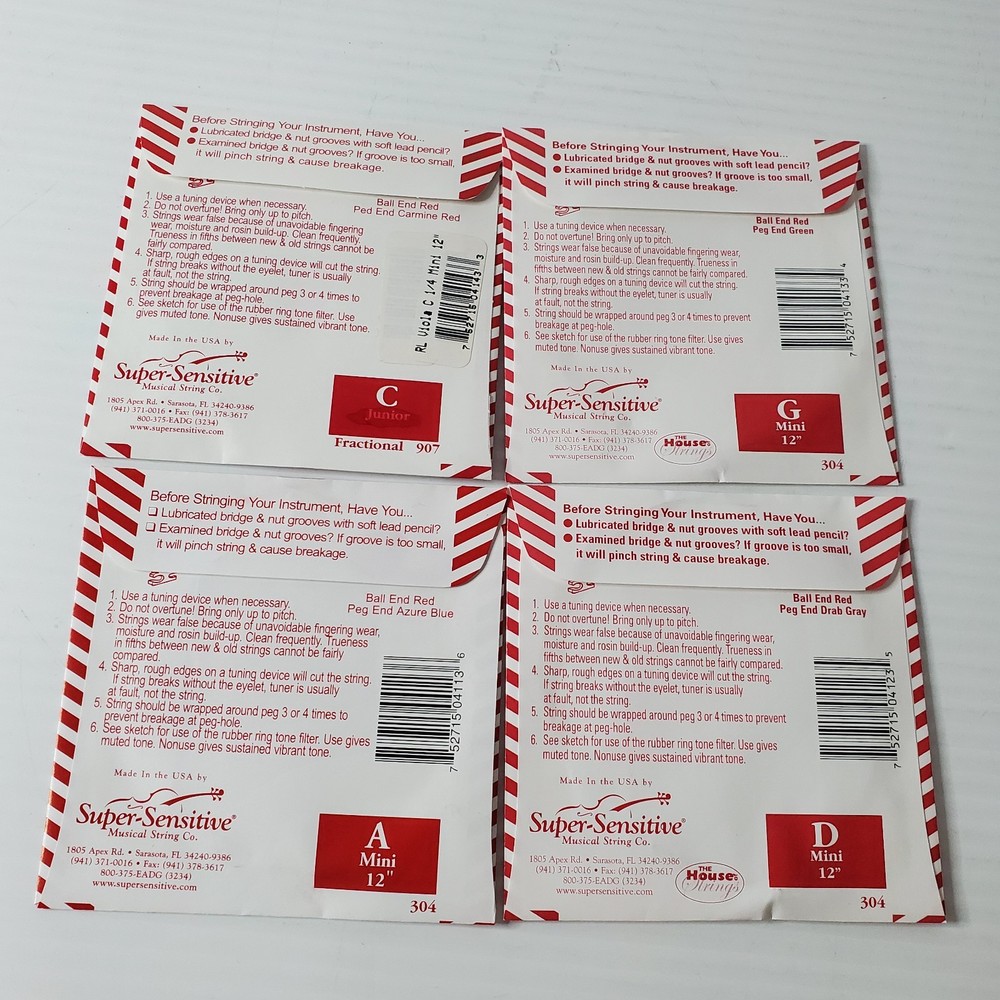 Before Stringing Your Instrument, Have You...
● Lubricated bridge & nut grooves with soft lead pencil?
● Examined bridge & nut grooves? If groove is too small,
it will pinch string & cause breakage.
Ball End Red
Ped End Carmine Red
1. Use a tuning device when necessary.
2. Do not overtune! Bring only up to pitch.
3. Strings wear false because of unavoidable fingering
wear, moisture and rosin build-up. Clean frequently.
Trueness in fifths between new & old strings cannot be
fairly compared.
4. Sharp, rough edges on a tuning device will cut the string.
If string breaks without the eyelet, tuner is usually
at fault, not the string.
5. String should be wrapped around peg 3 or 4 times to
prevent breakage at peg-hole.
6. See sketch for use of the rubber ring tone filter. Use
gives muted tone. Nonuse gives sustained vibrant tone.
RL Viola C 1/4 Mini 12"
7 52715 04143 3
Made In the USA by
Super-Sensitive®
Musical String Co.
1805 Apex Rd. • Sarasota, FL 34240-9386
(941) 371-0016 • Fax: (941) 378-3617
800-375-EADG (3234)
www.supersensitive.com
C
Junior
Fractional 907
Before Stringing Your Instrument, Have You...
● Lubricated bridge & nut grooves with soft lead pencil?
● Examined bridge & nut grooves? If groove is too small,
it will pinch string & cause breakage.
Ball End Red
Peg End Green
1. Use a tuning device when necessary.
2. Do not overtune! Bring only up to pitch.
3. Strings wear false because of unavoidable fingering wear,
moisture and rosin build-up. Clean frequently. Trueness in
fifths between new & old strings cannot be fairly compared.
4. Sharp, rough edges on a tuning device will cut the string.
If string breaks without the eyelet, tuner is usually
at fault, not the string.
5. String should be wrapped around peg 3 or 4 times to prevent
breakage at peg-hole.
6. See sketch for use of the rubber ring tone filter. Use gives
muted tone. Nonuse gives sustained vibrant tone.
7 52715 04133 4
Made In the USA by
Super-Sensitive®
Musical String Co.
1805 Apex Rd. • Sarasota, FL 34240-9386
(941) 371-0016 • Fax: (941) 378-3617
800-375-EADG (3234)
www.supersensitive.com
THE
House of
Strings
G
Mini
12”
304
Before Stringing Your Instrument, Have You...
❑ Lubricated bridge & nut grooves with soft lead pencil?
❑ Examined bridge & nut grooves? If groove is too small,
it will pinch string & cause breakage.
Ball End Red
Peg End Azure Blue
1. Use a tuning device when necessary.
2. Do not overtune! Bring only up to pitch.
3. Strings wear false because of unavoidable fingering wear,
moisture and rosin build-up. Clean frequently. Trueness
in fifths between new & old strings cannot be fairly
compared.
4. Sharp, rough edges on a tuning device will cut the string.
If string breaks without the eyelet, tuner is usually
at fault, not the string.
5. String should be wrapped around peg 3 or 4 times to
prevent breakage at peg-hole.
6. See sketch for use of the rubber ring tone filter. Use gives
muted tone. Nonuse gives sustained vibrant tone.
7 52715 04113 6
Made In the USA by
Super-Sensitive®
Musical String Co.
1805 Apex Rd. • Sarasota, FL 34240-9386
(941) 371-0016 • Fax: (941) 378-3617
800-375-EADG (3234)
www.supersensitive.com
A
Mini
12"
304
Before Stringing Your Instrument, Have You...
● Lubricated bridge & nut grooves with soft lead pencil?
● Examined bridge & nut grooves? If groove is too small,
it will pinch string & cause breakage.
Ball End Red
Peg End Drab Gray
1. Use a tuning device when necessary.
2. Do not overtune! Bring only up to pitch.
3. Strings wear false because of unavoidable fingering wear,
moisture and rosin build-up. Clean frequently. Trueness in
fifths between new & old strings cannot be fairly compared.
4. Sharp, rough edges on a tuning device will cut the string.
If string breaks without the eyelet, tuner is usually
at fault, not the string.
5. String should be wrapped around peg 3 or 4 times to prevent
breakage at peg-hole.
6. See sketch for use of the rubber ring tone filter. Use gives
muted tone. Nonuse gives sustained vibrant tone.
7 52715 04123 5
Made In the USA by
Super-Sensitive®
Musical String Co.
1805 Apex Rd. • Sarasota, FL 34240-9386
(941) 371-0016 • Fax: (941) 378-3617
800-375-EADG (3234)
www.supersensitive.com
THE
House of
Strings
D
Mini
12”
304